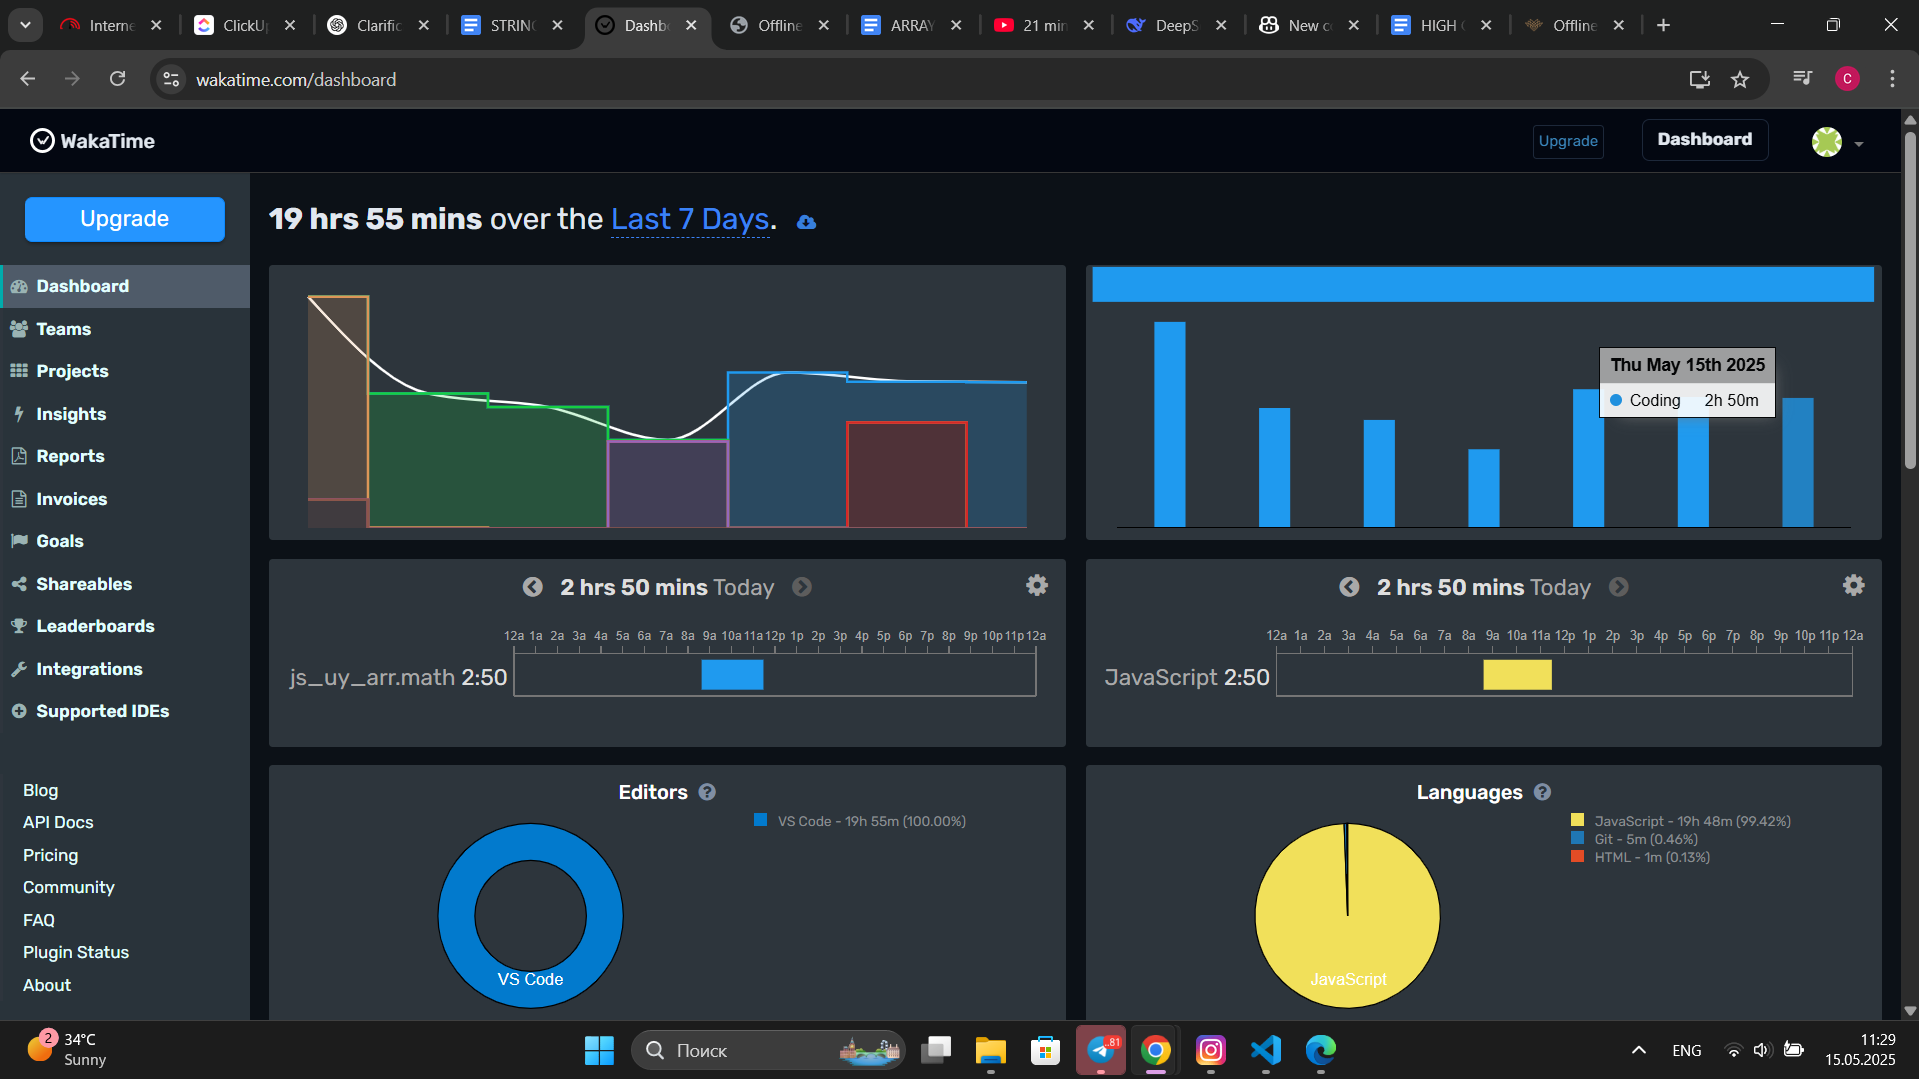 Interne
ClickUp
Clarific
STRING
Dashbo
Offline
ARRAY
21 min
DeepS
New co
HIGH
Offline
wakatime.com/dashboard
C
WakaTime
Upgrade
Dashboard
Upgrade
19 hrs 55 mins over the Last 7 Days.
Dashboard
Teams
Projects
Insights
Reports
Invoices
Goals
Shareables
Leaderboards
Integrations
Supported IDEs
Blog
API Docs
Pricing
Community
FAQ
Plugin Status
About
Thu May 15th 2025
Coding 2h 50m
2 hrs 50 mins Today
12a 1a 2a 3a 4a 5a 6a 7a 8a 9a 10a 11a 12p 1p 2p 3p 4p 5p 6p 7p 8p 9p 10p 11p 12a
js_uy_arr.math 2:50
2 hrs 50 mins Today
12a 1a 2a 3a 4a 5a 6a 7a 8a 9a 10a 11a 12p 1p 2p 3p 4p 5p 6p 7p 8p 9p 10p 11p 12a
JavaScript 2:50
Editors ?
VS Code - 19h 55m (100.00%)
VS Code
Languages ?
JavaScript - 19h 48m (99.42%)
Git - 5m (0.46%)
HTML - 1m (0.13%)
JavaScript
2
34°C
Sunny
Поиск
81
ENG
11:29
15.05.2025